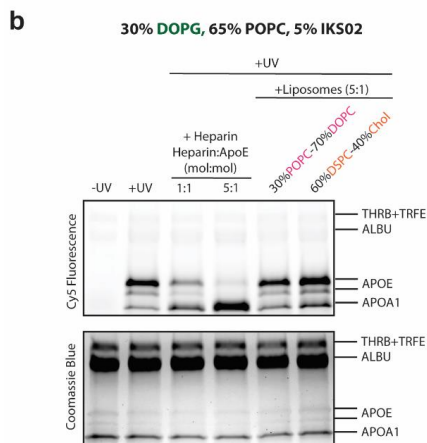 b
30% DOPG, 65% POPC, 5% IKS02
+UV
+Liposomes (5:1)
+ Heparin
Heparin:ApoE
(mol:mol)
-UV
+UV
1:1
5:1
30%POPC-70%DOPC
60%DSPC-40%Chol
Cy5 Fluorescence
THRB+TRFE
ALBU
APOE
APOA1
Coomassie Blue
THRB+TRFE
ALBU
APOE
APOA1